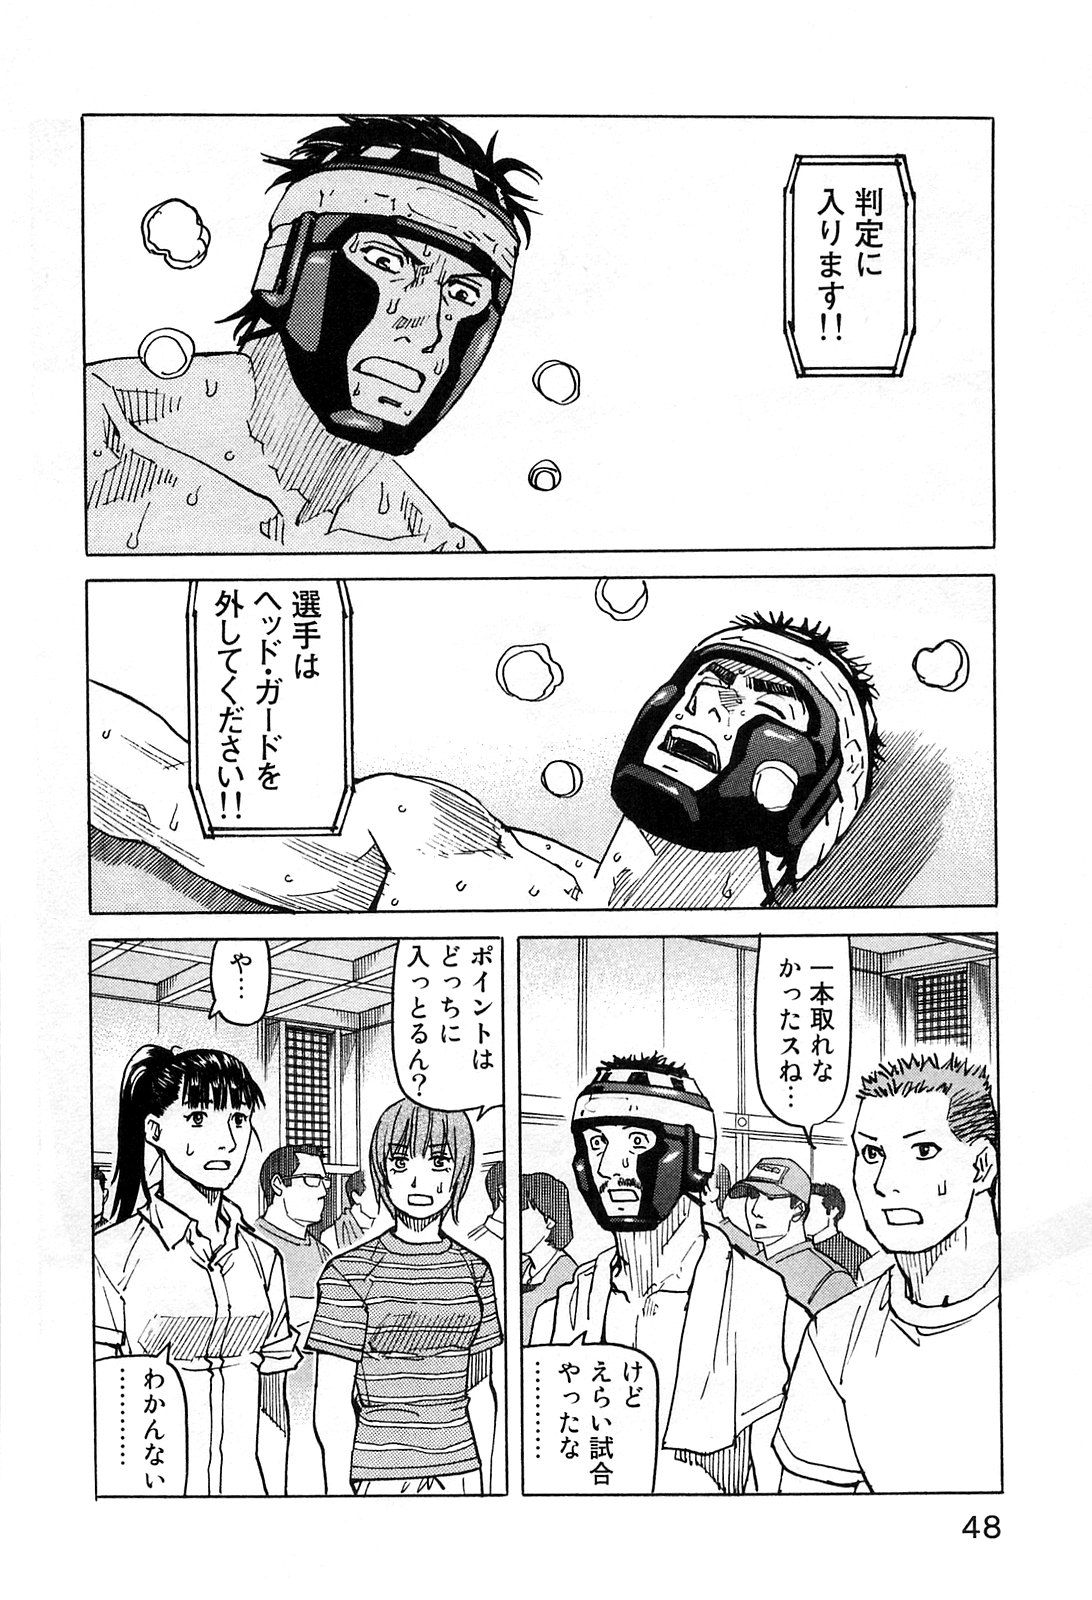 判定に
入ります!!
選手は
ヘッド・ガードを
外してください!!
一本取れな
かったスね…
けど
えらい試合
やったな
………
ポイントは
どっちに
入っとるん?
や…
わかんない
………
48